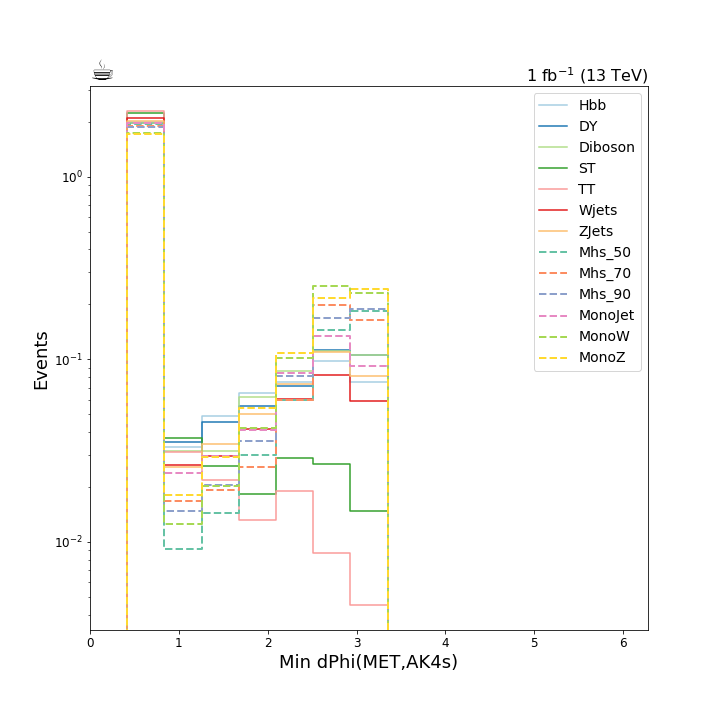 ☕
1 fb⁻¹ (13 TeV)
Hbb
DY
Diboson
ST
TT
Wjets
ZJets
Mhs_50
Mhs_70
Mhs_90
MonoJet
MonoW
MonoZ
10⁰
10⁻¹
10⁻²
Events
0 1 2 3 4 5 6
Min dPhi(MET,AK4s)